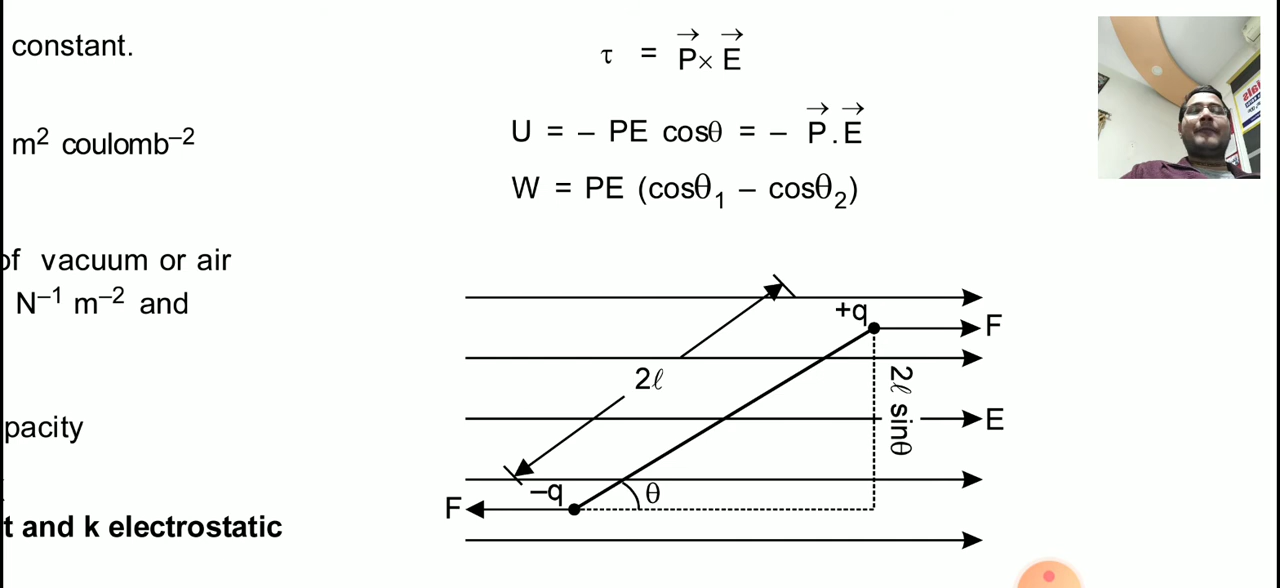 constant.
m² coulomb⁻²
of vacuum or air
N⁻¹ m⁻² and
pacity
t and k electrostatic
τ = P⃗ × E⃗
U = – PE cosθ = – P⃗ . E⃗
W = PE (cosθ₁ – cosθ₂)
+q
F
2ℓ
2ℓ sinθ
E
–q
θ
F